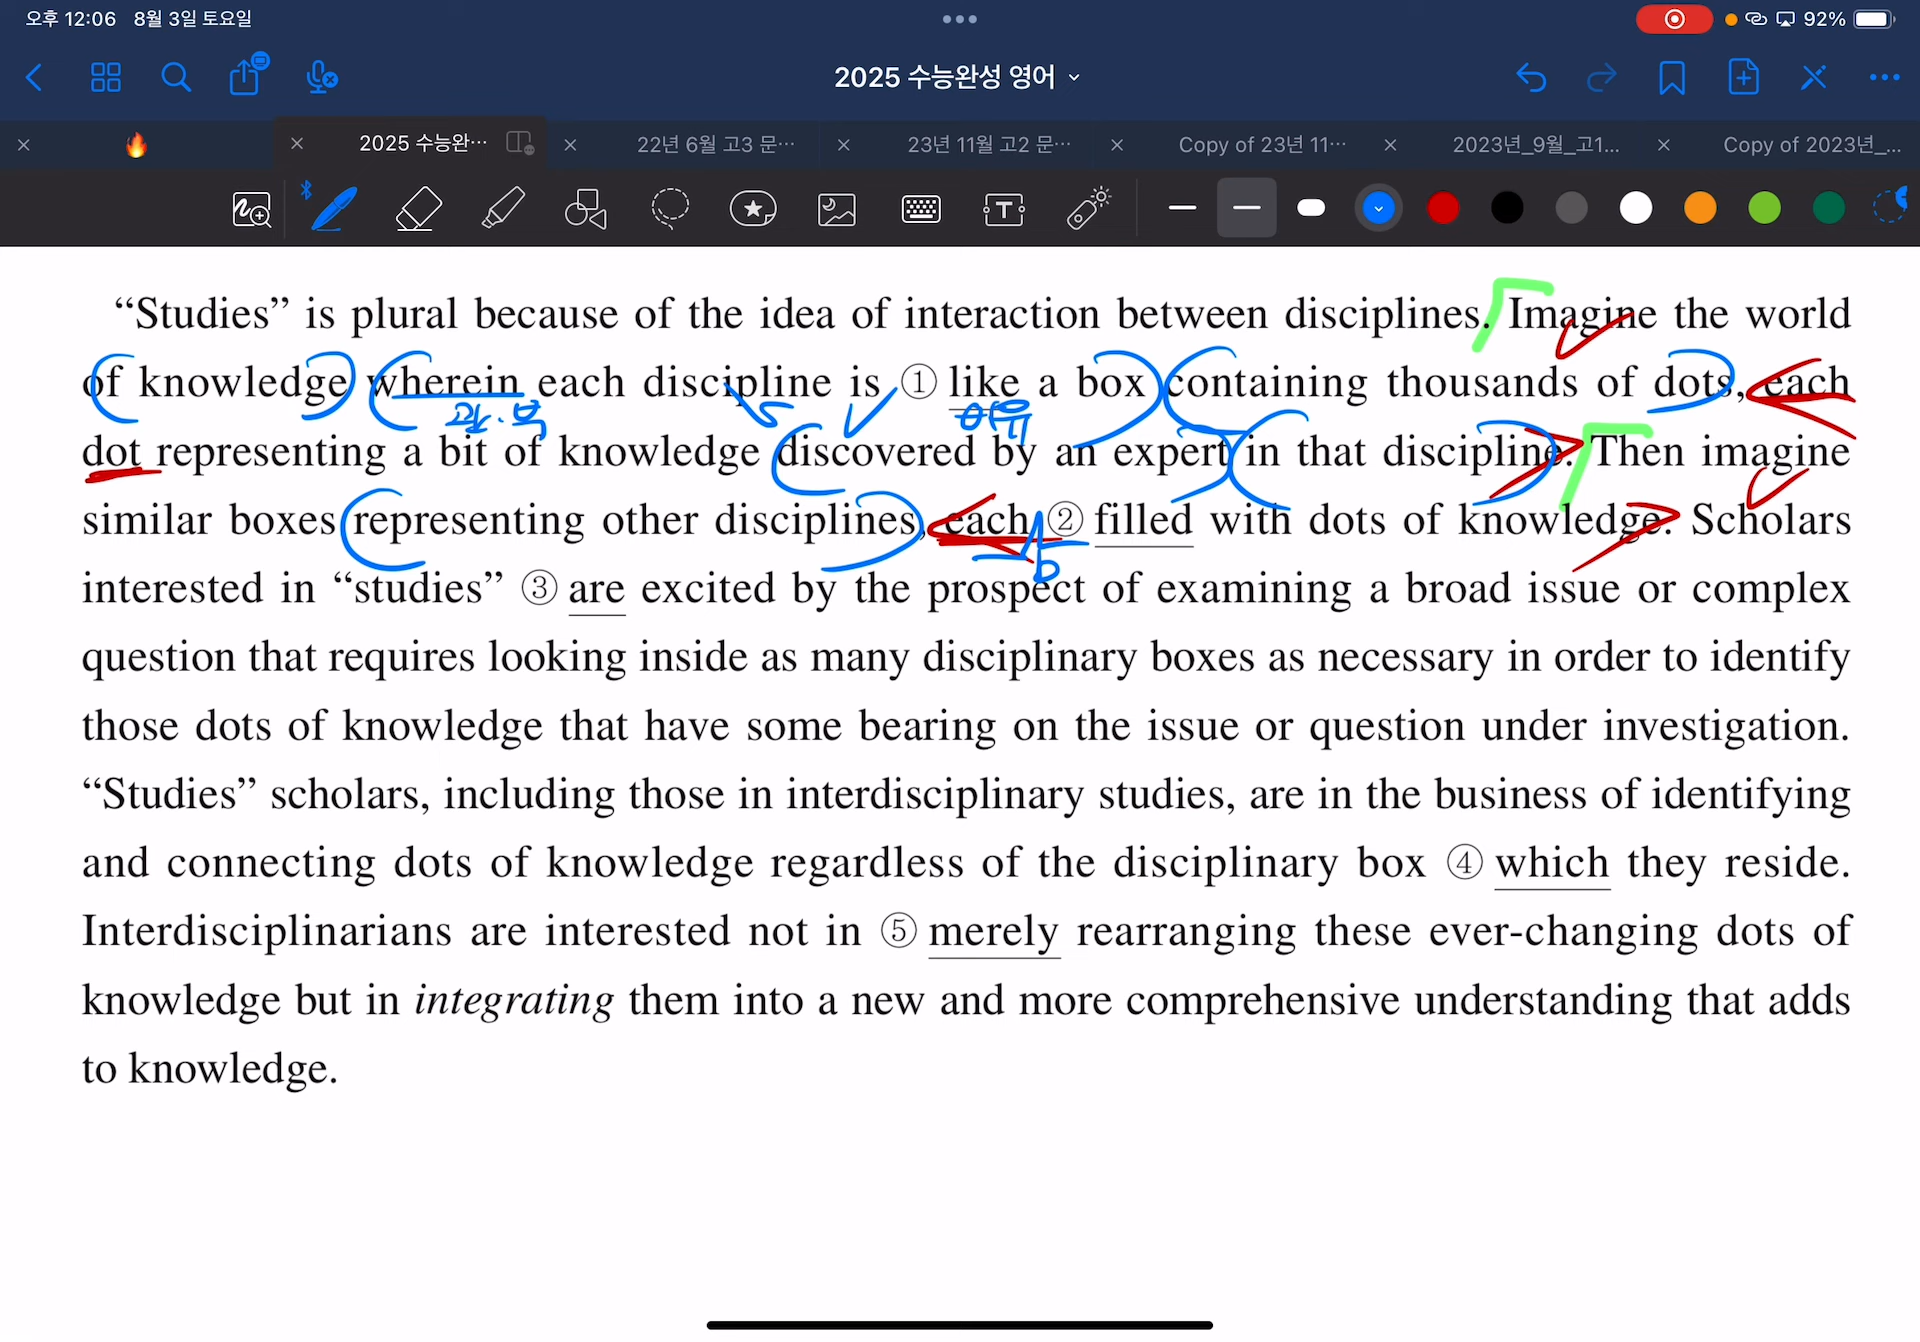 오후 12:06 8월 3일 토요일
92%
2025 수능완성 영어
2025 수능완… 22년 6월 고3 문… 23년 11월 고2 문… Copy of 23년 11… 2023년_9월_고1... Copy of 2023년_...
“Studies” is plural because of the idea of interaction between disciplines. Imagine the world
of knowledge wherein each discipline is ① like a box containing thousands of dots, each
관·부
dot representing a bit of knowledge discovered by an expert in that discipline. Then imagine
similar boxes representing other disciplines, each ② filled with dots of knowledge. Scholars
b
interested in “studies” ③ are excited by the prospect of examining a broad issue or complex
question that requires looking inside as many disciplinary boxes as necessary in order to identify
those dots of knowledge that have some bearing on the issue or question under investigation.
“Studies” scholars, including those in interdisciplinary studies, are in the business of identifying
and connecting dots of knowledge regardless of the disciplinary box ④ which they reside.
Interdisciplinarians are interested not in ⑤ merely rearranging these ever-changing dots of
knowledge but in integrating them into a new and more comprehensive understanding that adds
to knowledge.